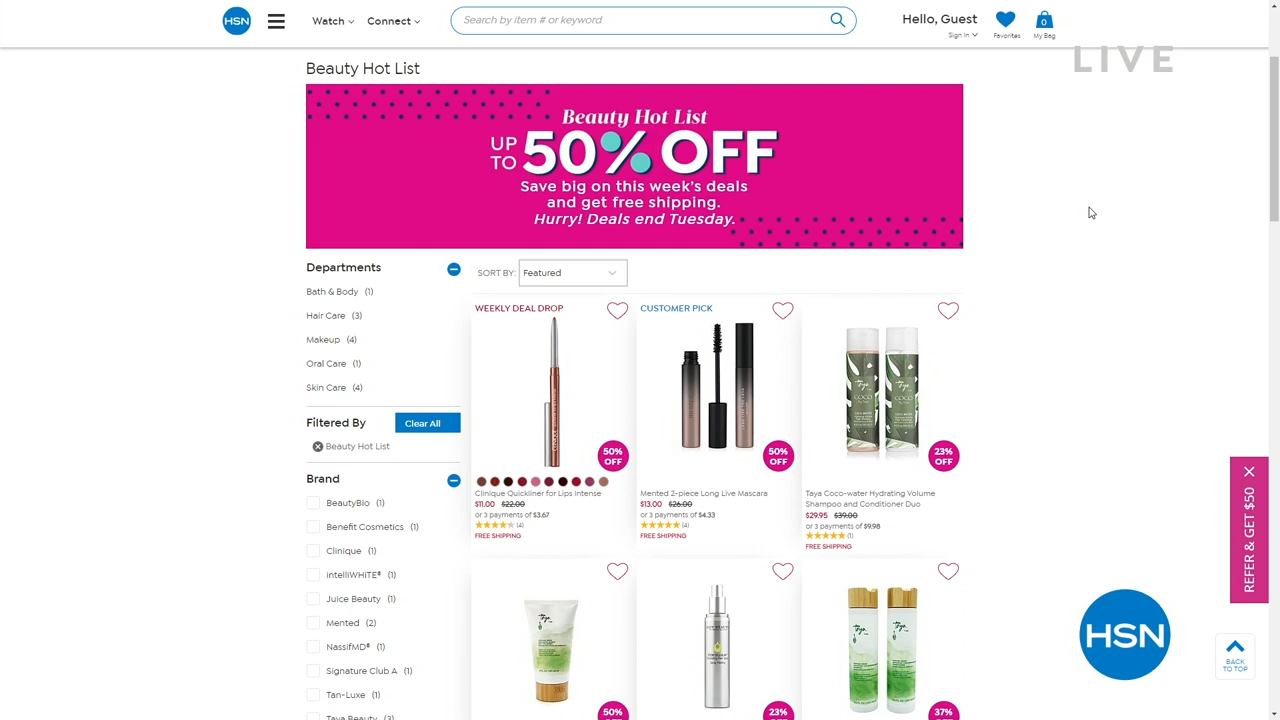 HSN
Watch
Connect
Search by item # or keyword
Hello, Guest
Sign In
Favorites
0
My Bag
LIVE
Beauty Hot List
Beauty Hot List
UP TO 50% OFF
Save big on this week's deals
and get free shipping.
Hurry! Deals end Tuesday.
Departments
Bath & Body (1)
Hair Care (3)
Makeup (4)
Oral Care (1)
Skin Care (4)
Filtered By
Clear All
Beauty Hot List
Brand
BeautyBio (1)
Benefit Cosmetics (1)
Clinique (1)
intelliWHiTE® (1)
Juice Beauty (1)
Mented (2)
NassifMD® (1)
Signature Club A (1)
Tan-Luxe (1)
Taya Beauty (3)
SORT BY: Featured
WEEKLY DEAL DROP
50% OFF
Clinique Quickliner for Lips Intense
$11.00 $22.00
or 3 payments of $3.67
(4)
FREE SHIPPING
CUSTOMER PICK
50% OFF
Mented 2-piece Long Live Mascara
$13.00 $26.00
or 3 payments of $4.33
(4)
FREE SHIPPING
Taya
COCO
23% OFF
Taya Coco-water Hydrating Volume
Shampoo and Conditioner Duo
$29.95 $39.00
or 3 payments of $9.98
(1)
FREE SHIPPING
50% OFF
23% OFF
37% OFF
REFER & GET $50
HSN
BACK
TO TOP